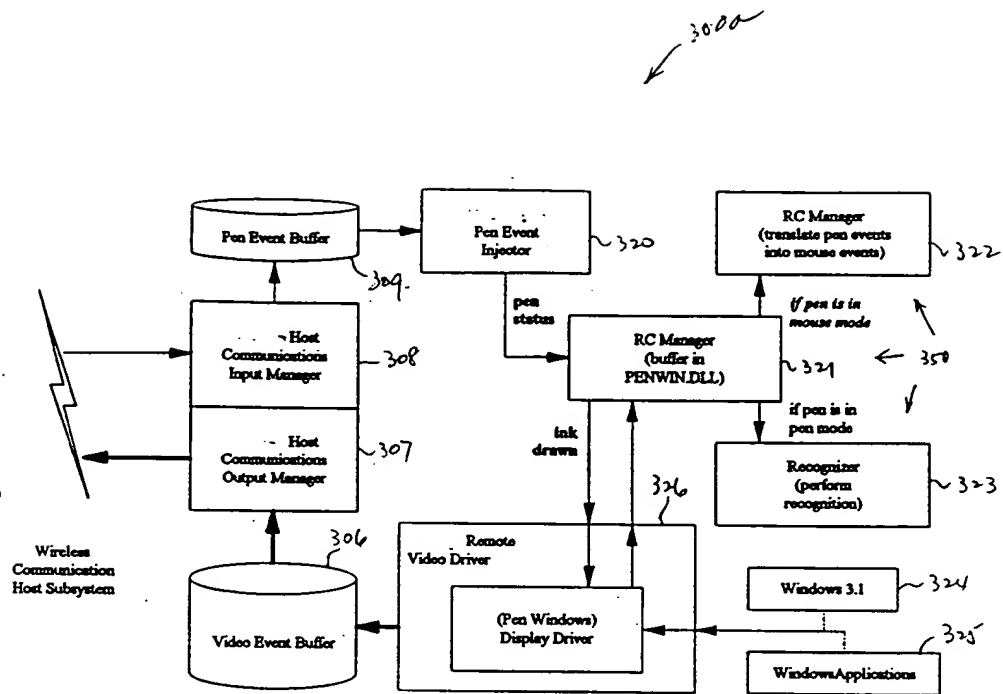 300a
Pen Event Buffer
309
Pen Event
Injector
320
RC Manager
(translate pen events
into mouse events)
322
pen
status
if pen is in
mouse mode
Host
Communications
Input Manager
308
RC Manager
(buffer in
PENWIN.DLL)
321
350
if pen is in
pen mode
Host
Communications
Output Manager
307
ink
drawn
Recognizer
(perform
recognition)
323
326
306
Remote
Video Driver
Wireless
Communication
Host Subsystem
Video Event Buffer
(Pen Windows)
Display Driver
Windows 3.1
324
325
WindowsApplications